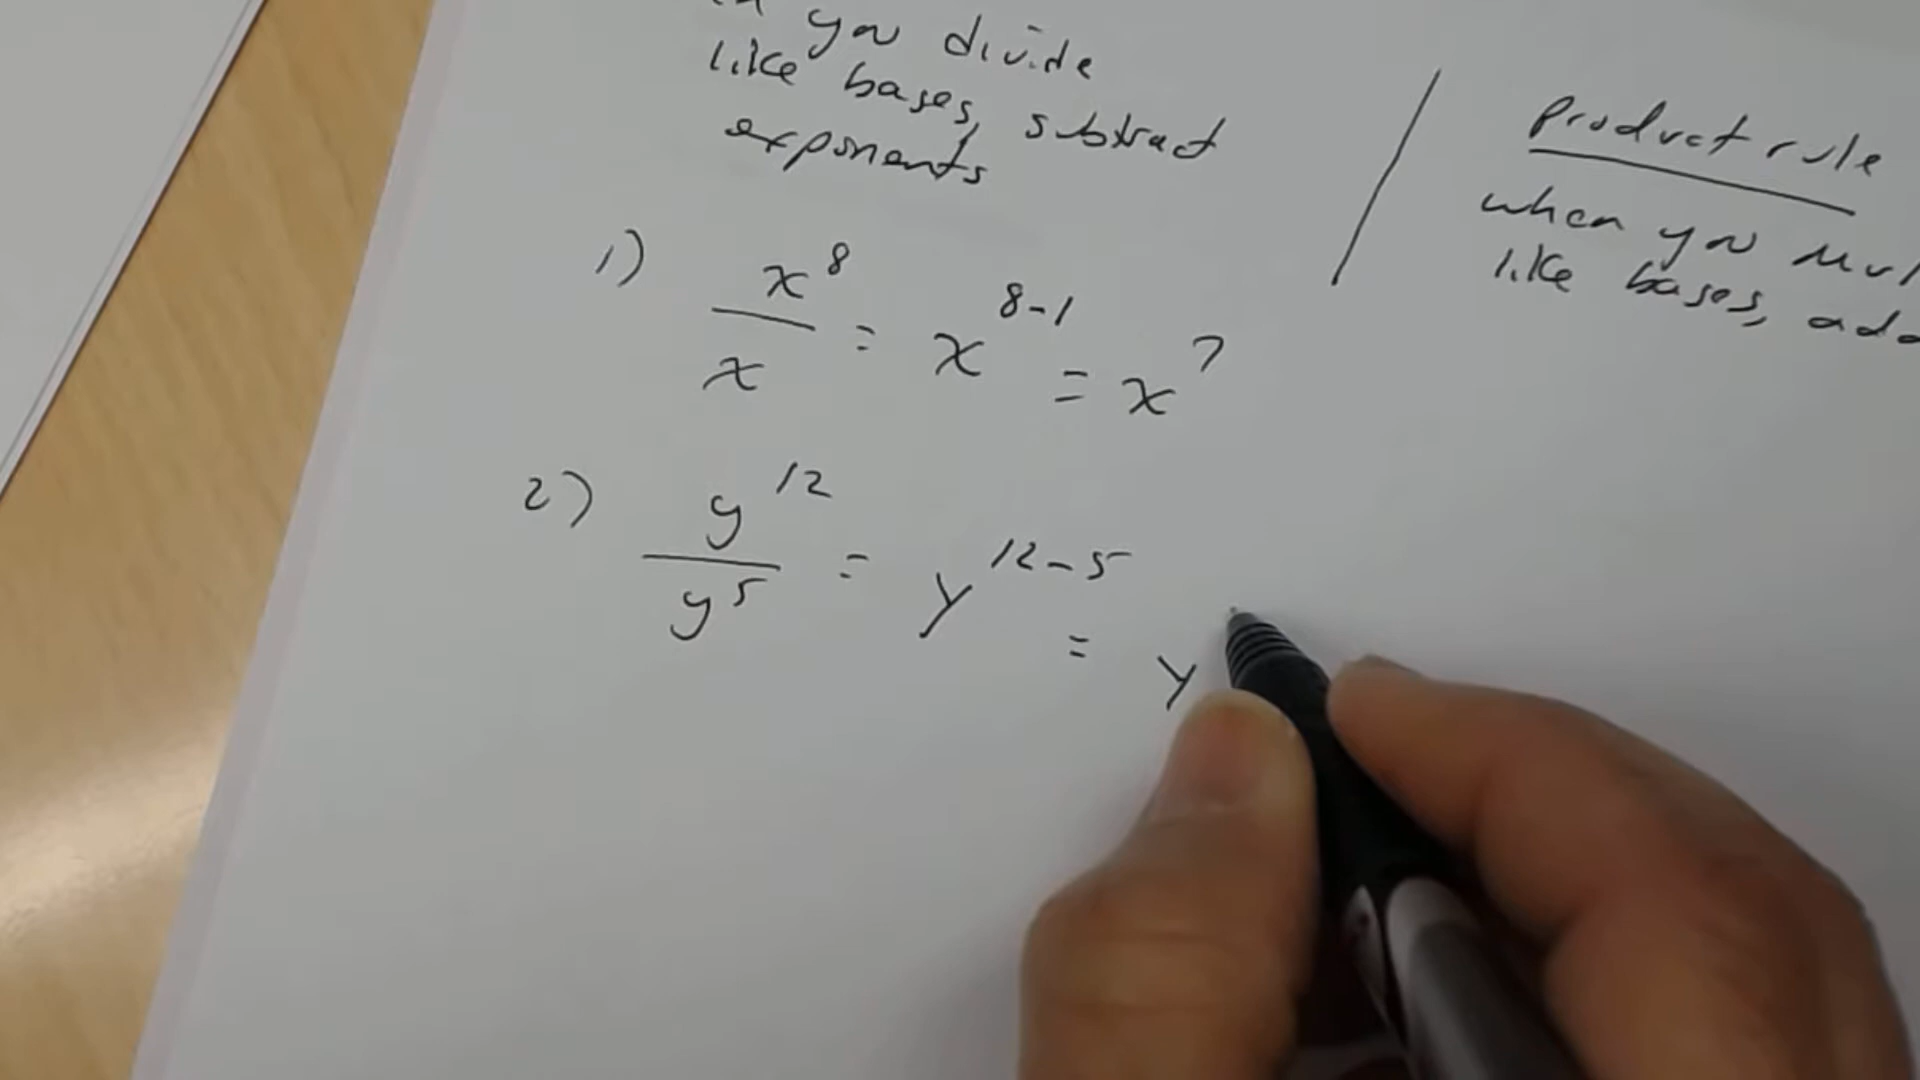 you divide
like bases, subtract
exponents
1) x^8 / x = x^{8-1} = x^7
2) y^{12} / y^5 = y^{12-5}
= y
product rule
when you
like bases,